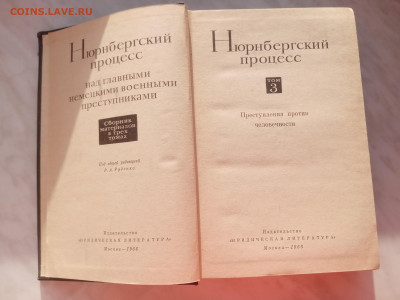 COINS.LAVE.RU
Нюрнбергский
процесс
над главными
немецкими военными
преступниками
Сборник
материалов
в трех
томах
Под общей редакцией
Р. А. Руденко
Издательство
«ЮРИДИЧЕСКАЯ ЛИТЕРАТУРА»
Москва—1966
Нюрнбергский
процесс
ТОМ
3
Преступления против
человечности
Издательство
«ЮРИДИЧЕСКАЯ ЛИТЕРАТУРА»
Москва—1966